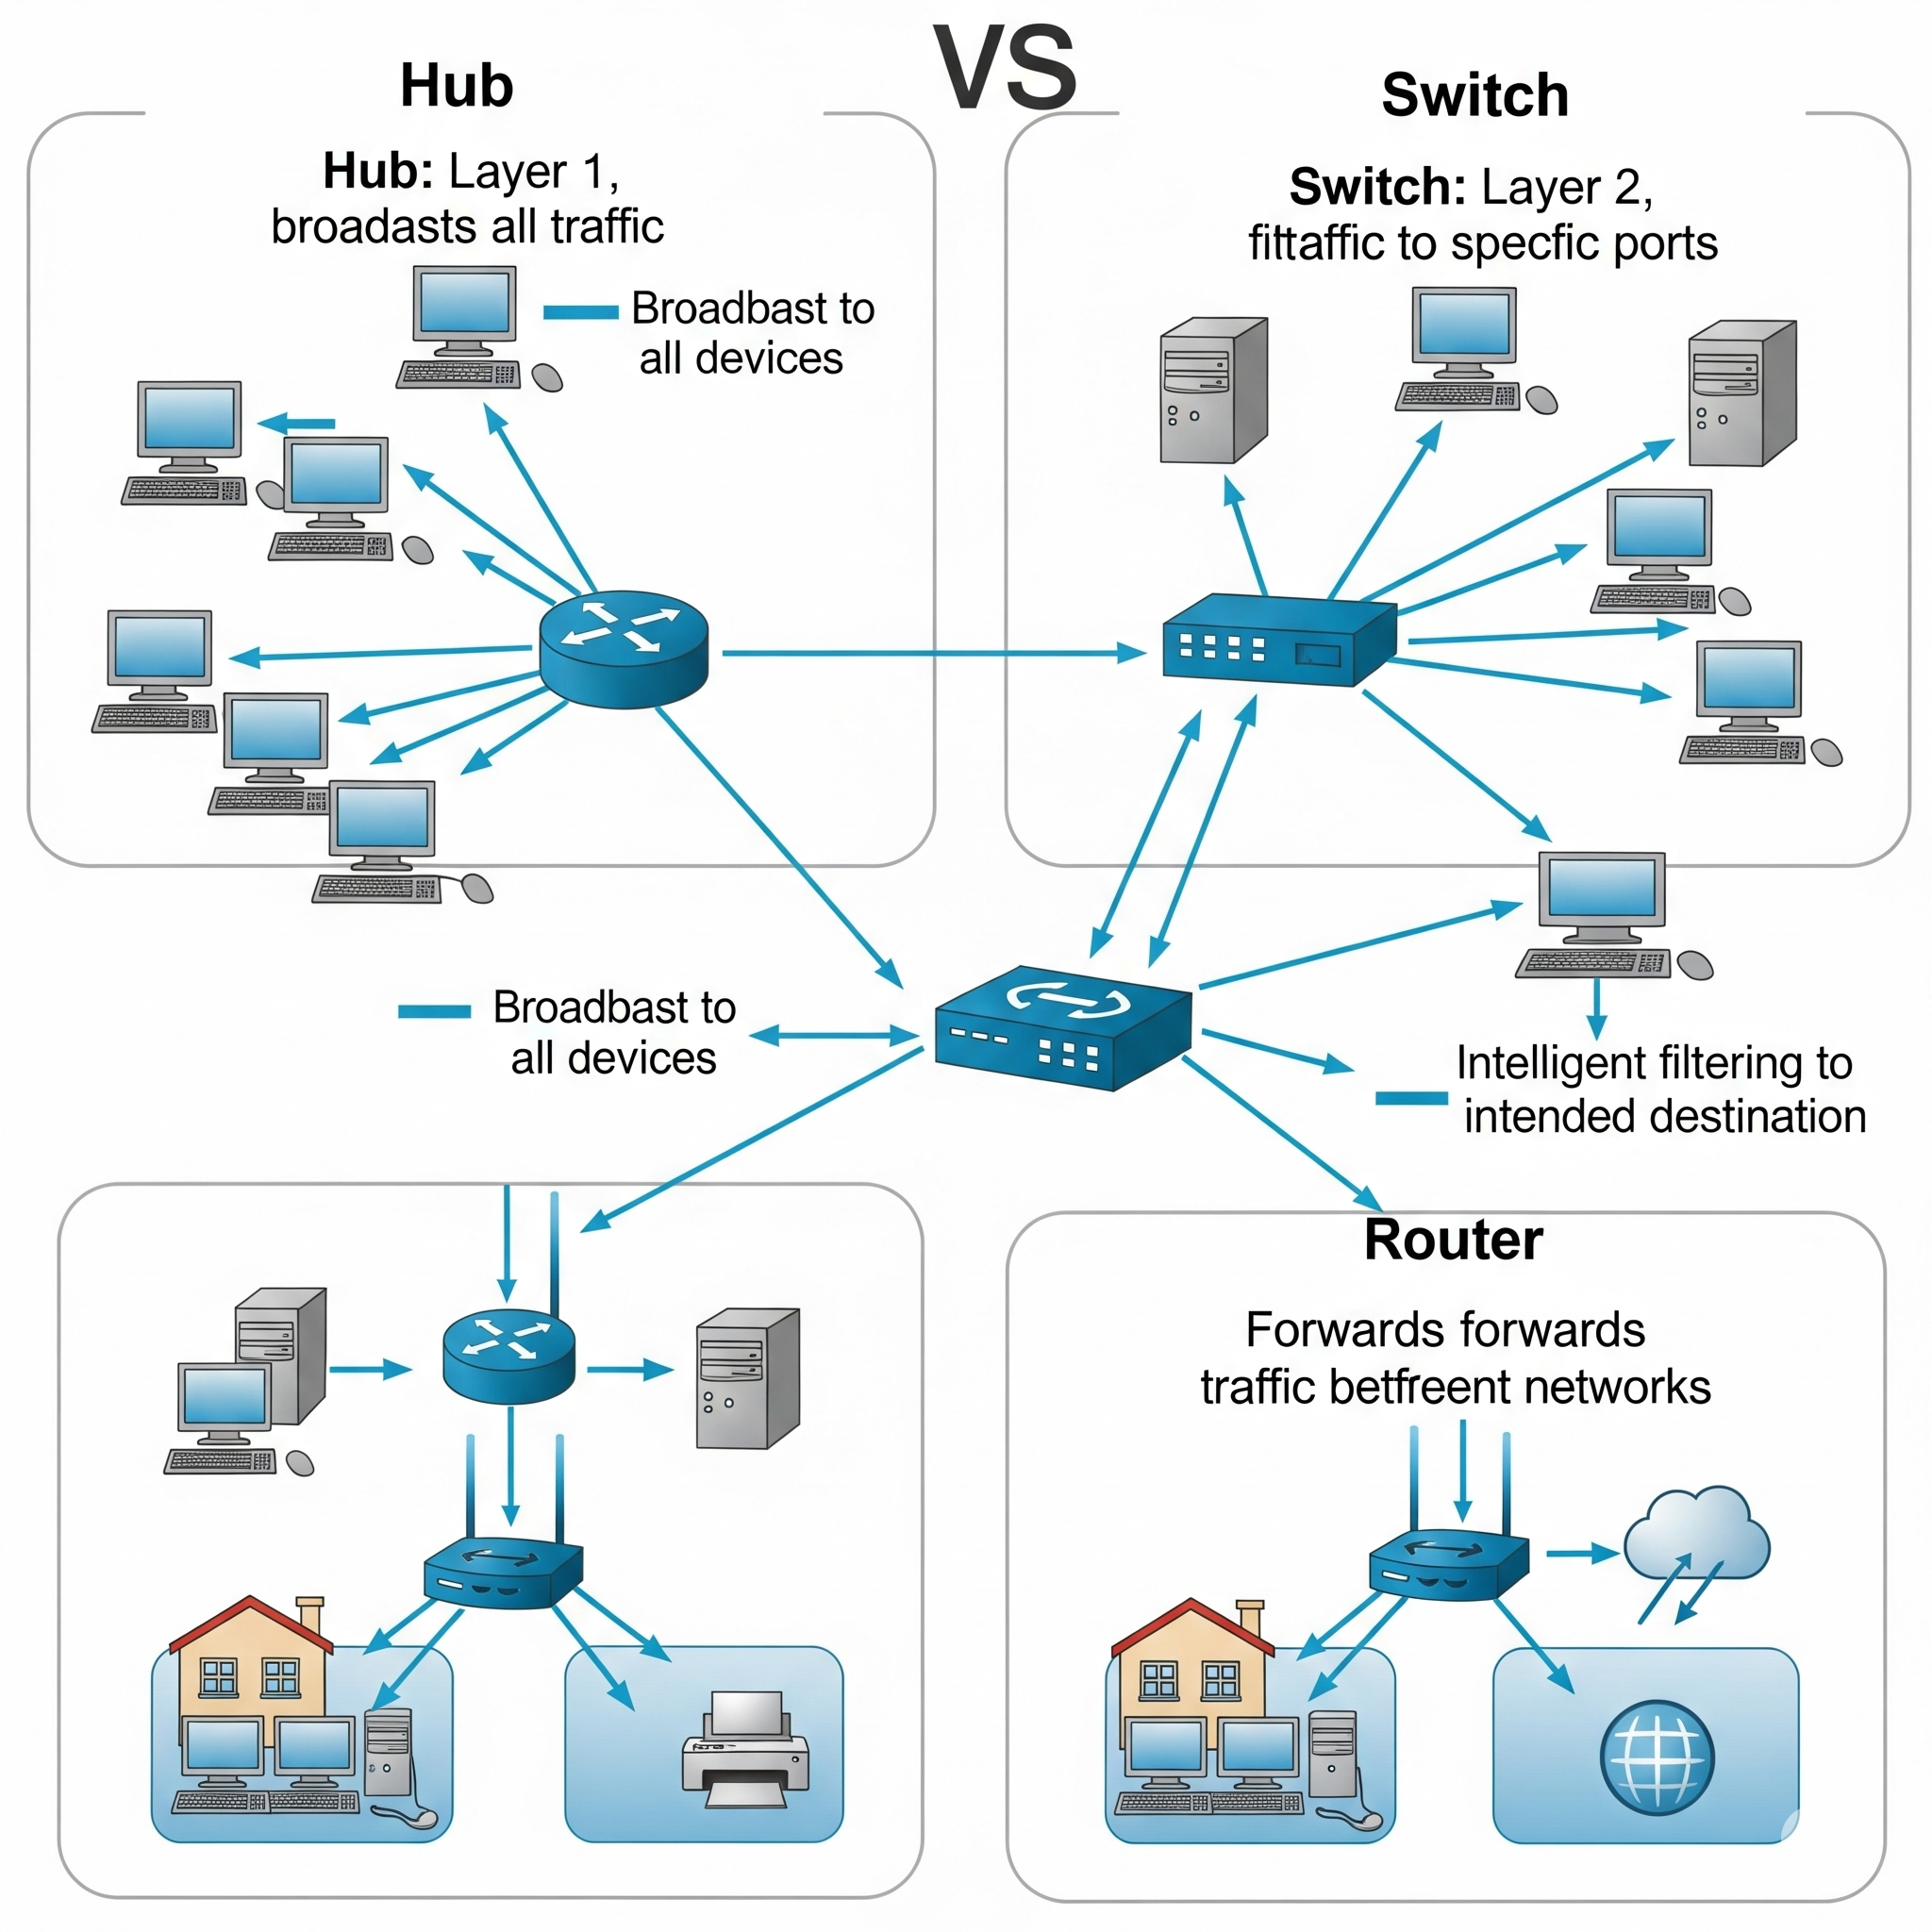 VS
Hub
Hub: Layer 1,
broadasts all traffic
Broadbast to
all devices
Switch
Switch: Layer 2,
fittaffic to specfic ports
Broadbast to
all devices
Intelligent filtering to
intended destination
Router
Forwards forwards
traffic betfreent networks